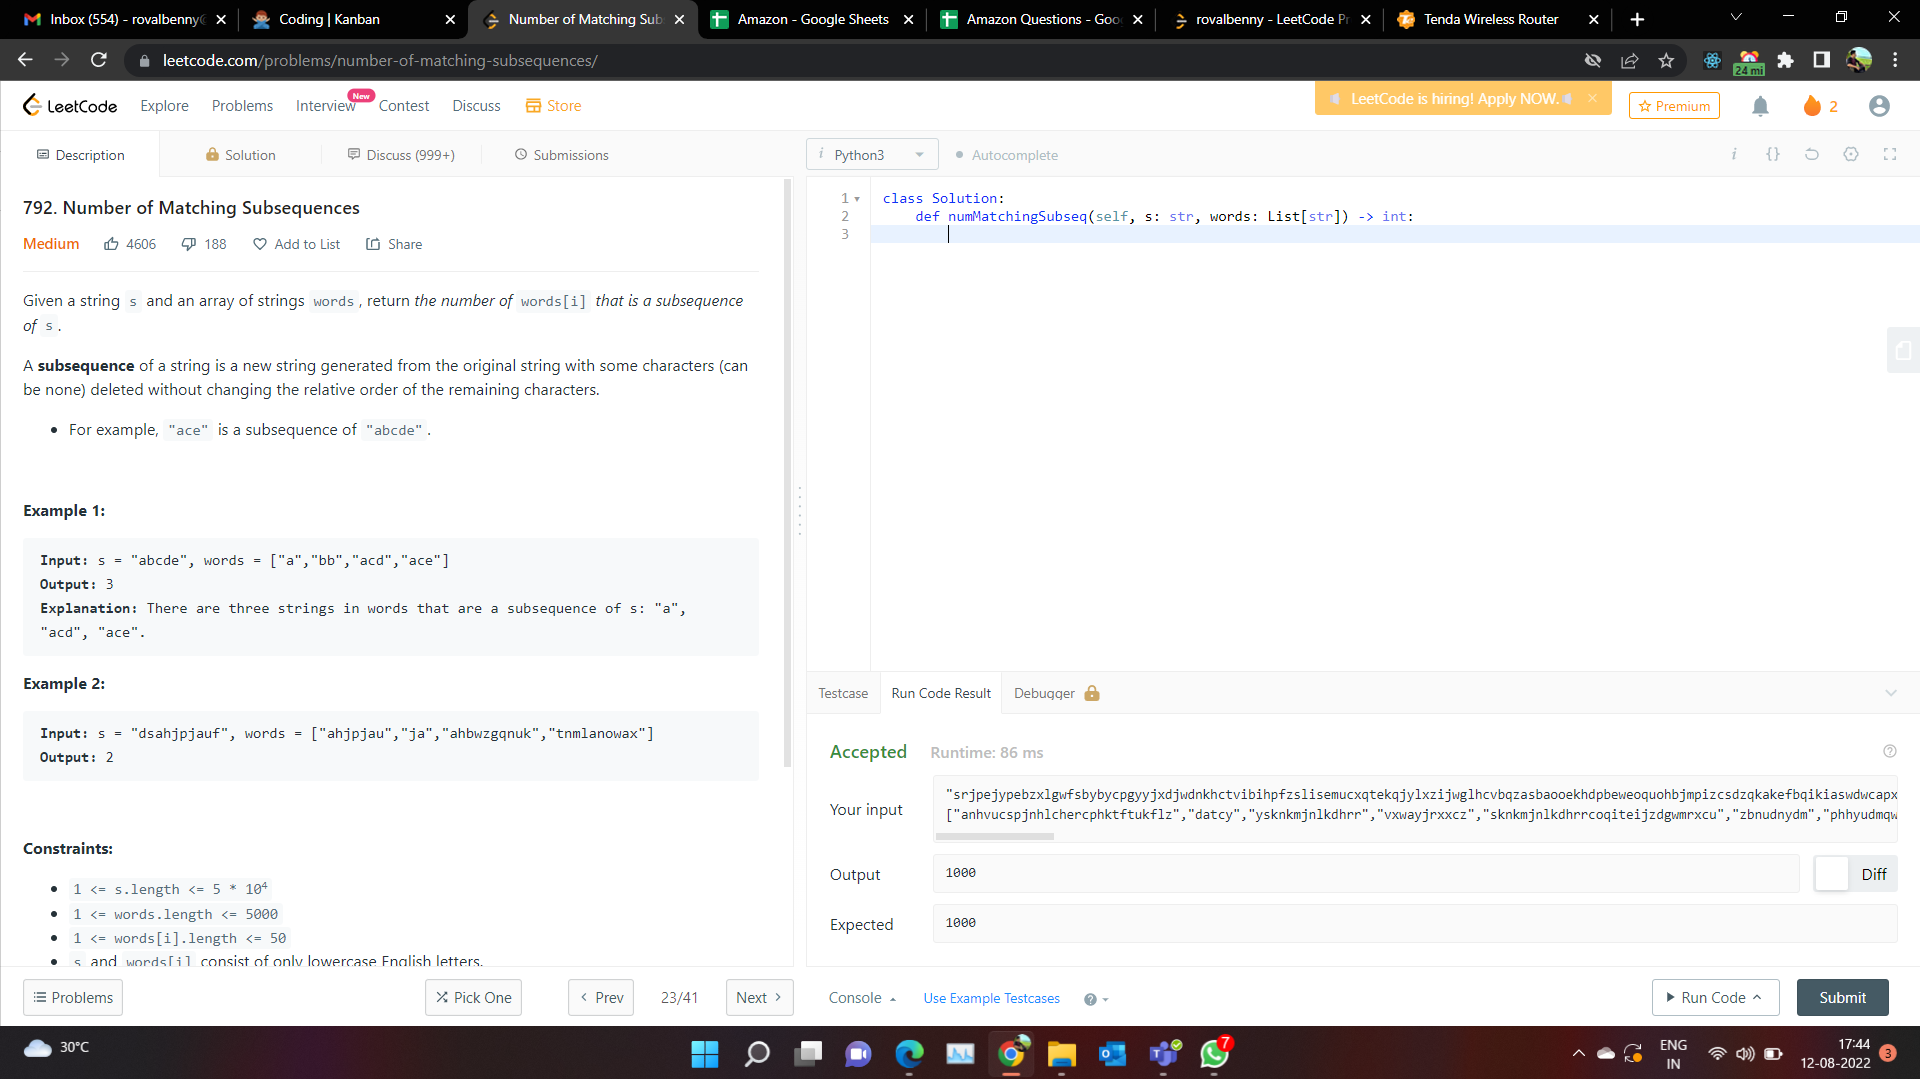 Inbox (554) - rovalbenny@
Coding | Kanban
Number of Matching Sub
Amazon - Google Sheets
Amazon Questions - Goo
rovalbenny - LeetCode Pr
Tenda Wireless Router
leetcode.com/problems/number-of-matching-subsequences/
24 mi
LeetCode
Explore
Problems
Interview
New
Contest
Discuss
Store
LeetCode is hiring! Apply NOW.
Premium
2
Description
Solution
Discuss (999+)
Submissions
i Python3
Autocomplete
i {}
792. Number of Matching Subsequences
Medium 4606 188 Add to List Share
Given a string s and an array of strings words , return the number of words[i] that is a subsequence
of s .
A subsequence of a string is a new string generated from the original string with some characters (can
be none) deleted without changing the relative order of the remaining characters.
• For example, "ace" is a subsequence of "abcde" .
Example 1:
Input: s = "abcde", words = ["a","bb","acd","ace"]
Output: 3
Explanation: There are three strings in words that are a subsequence of s: "a",
"acd", "ace".
Example 2:
Input: s = "dsahjpjauf", words = ["ahjpjau","ja","ahbwzgqnuk","tnmlanowax"]
Output: 2
Constraints:
• 1 <= s.length <= 5 * 10⁴
• 1 <= words.length <= 5000
• 1 <= words[i].length <= 50
• s and words[i] consist of only lowercase English letters.
1 class Solution:
2 def numMatchingSubseq(self, s: str, words: List[str]) -> int:
3
Testcase
Run Code Result
Debugger
Accepted Runtime: 86 ms
Your input
"srjpejypebzxlgwfsbybycpgyyjxdjwdnkhctvibihpfzslisemucxqtekqjylxzijwglhcvbqzasbaooekhdpbeweoquohbjmpizcsdzqkakefbqikiaswdwcapx
["anhvucspjnhlchercphktftukflz","datcy","ysknkmjnlkdhrr","vxwayjrxxcz","sknkmjnlkdhrrcoqiteijzdgwmrxcu","zbnudnydm","phhyudmqw
Output 1000
Diff
Expected 1000
Problems
Pick One
Prev
23/41
Next
Console
Use Example Testcases
Run Code
Submit
30°C
7
ENG
IN
17:44
12-08-2022
3